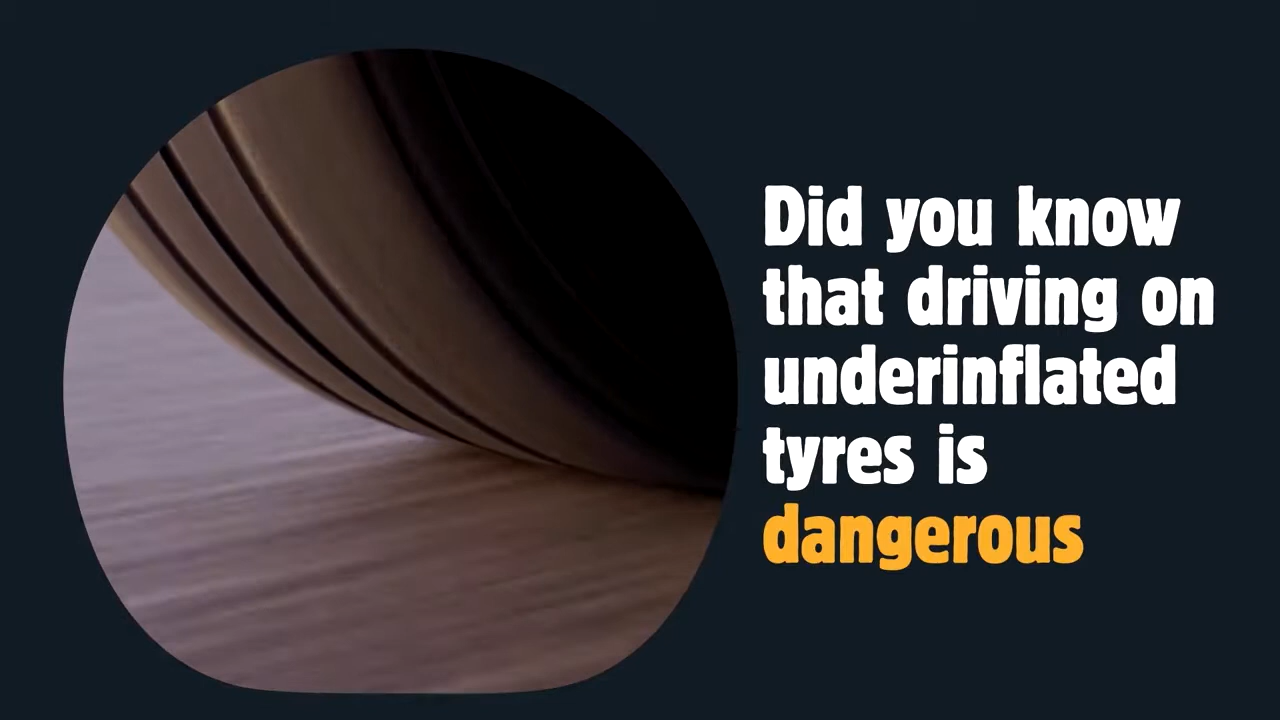 Did you know
that driving on
underinflated
tyres is
dangerous